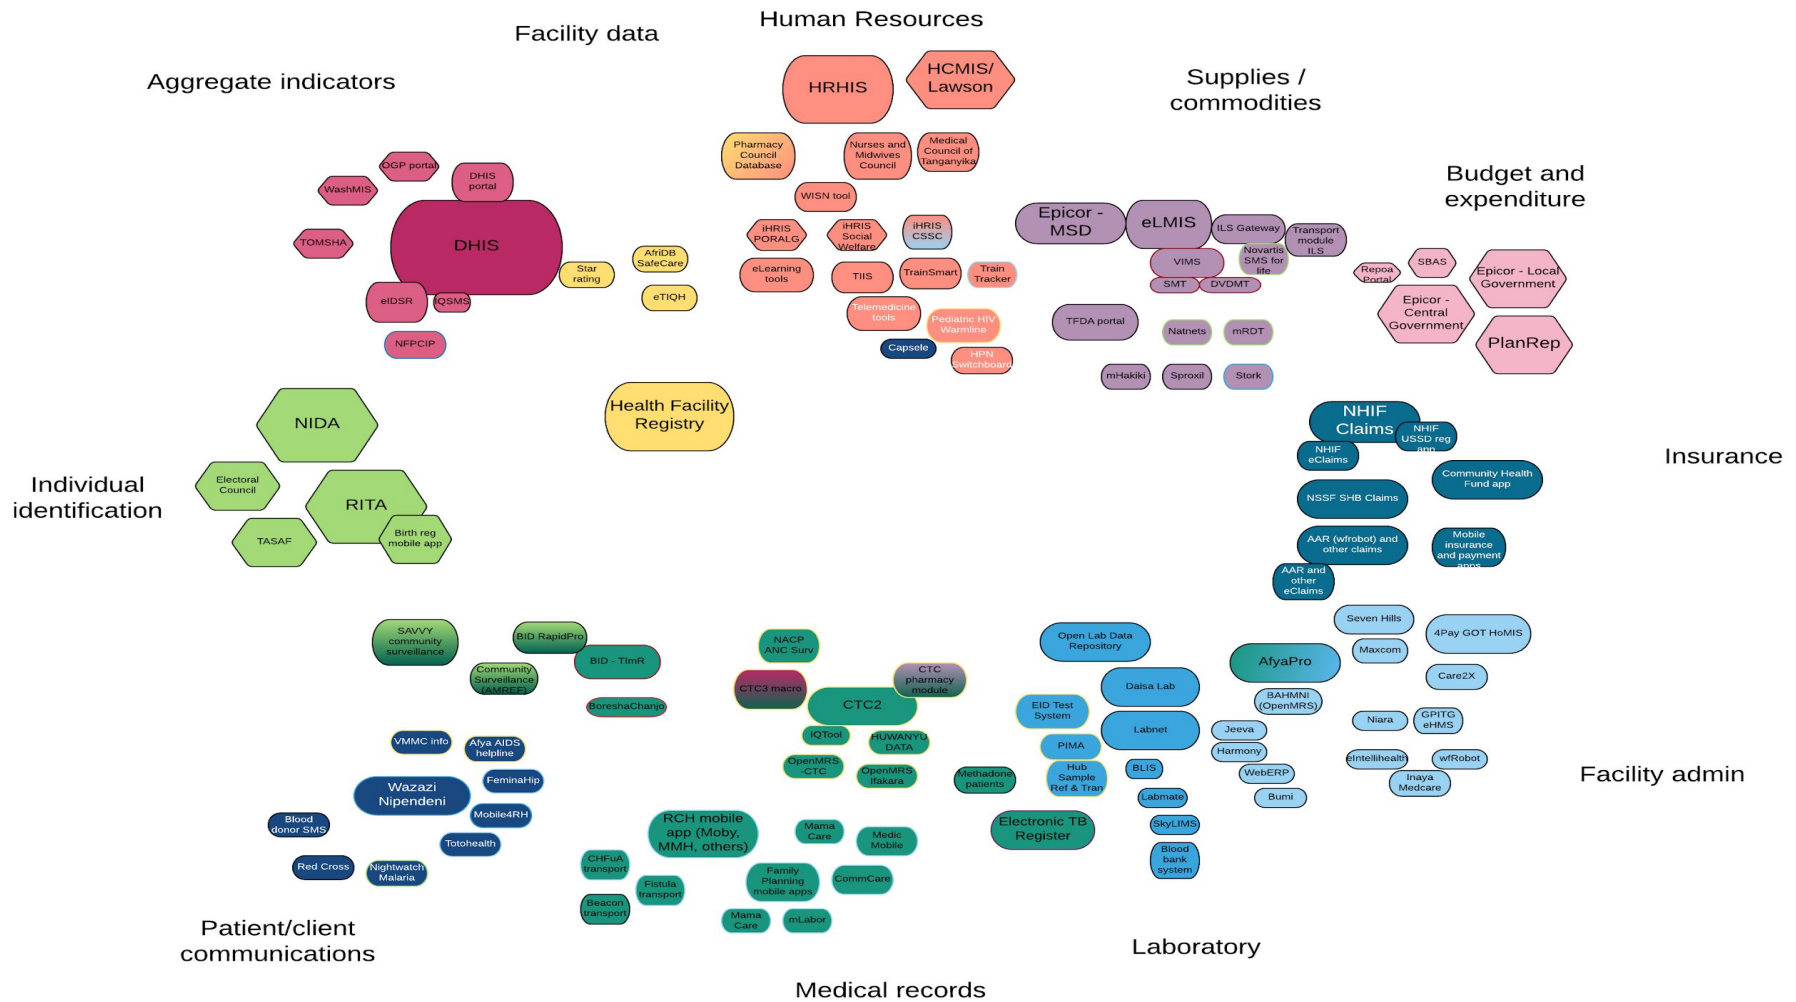 Human Resources
Facility data
Aggregate indicators
Supplies /
commodities
Budget and
expenditure
Individual
identification
Insurance
Facility admin
Patient/client
communications
Laboratory
Medical records
OGP portal
WashMIS
DHIS
portal
TOMSHA
DHIS
eIDSR
IQSMS
NFPCIP
Star
rating
AfriDB
SafeCare
eTIQH
Health Facility
Registry
HRHIS
HCMIS/
Lawson
Pharmacy
Council
Database
Nurses and
Midwives
Council
Medical
Council of
Tanganyika
WISN tool
iHRIS
PORALG
iHRIS
Social
Welfare
iHRIS
CSSC
eLearning
tools
TIIS
TrainSmart
Train
Tracker
Telemedicine
tools
Pediatric HIV
Warmline
Capsele
HPN
Switchboard
Epicor -
MSD
eLMIS
ILS Gateway
Transport
module
ILS
VIMS
Novartis
SMS for
life
SMT
DVDMT
TFDA portal
Natnets
mRDT
mHakiki
Sproxil
Stork
Repoa
Portal
SBAS
Epicor - Local
Government
Epicor -
Central
Government
PlanRep
NHIF
Claims
NHIF
USSD reg
app
NHIF
eClaims
Community Health
Fund app
NSSF SHB Claims
AAR (wfrobot) and
other claims
Mobile
insurance
and payment
apps
AAR and
other
eClaims
NIDA
Electoral
Council
RITA
TASAF
Birth reg
mobile app
SAVVY
community
surveillance
BID RapidPro
BID - TImR
Community
Surveillance
(AMREF)
BoreshaChanjo
VMMC info
Afya AIDS
helpline
Wazazi
Nipendeni
FeminaHip
Mobile4RH
Blood
donor SMS
Totohealth
Red Cross
Nightwatch
Malaria
NACP
ANC Surv
CTC3 macro
CTC
pharmacy
module
CTC2
IQTool
HUWANYU
DATA
OpenMRS
-CTC
OpenMRS
Ifakara
Methadone
patients
Electronic TB
Register
RCH mobile
app (Moby,
MMH, others)
Mama
Care
Medic
Mobile
CHFuA
transport
Fistula
transport
Beacon
transport
Family
Planning
mobile apps
CommCare
Mama
Care
mLabor
Open Lab Data
Repository
Daisa Lab
EID Test
System
Labnet
PIMA
Hub
Sample
Ref & Tran
BLIS
Labmate
SkyLIMS
Blood
bank
system
Seven Hills
4Pay GOT HoMIS
Maxcom
AfyaPro
Care2X
BAHMNI
(OpenMRS)
Niara
GPITG
eHMS
Jeeva
Harmony
eIntellihealth
wfRobot
WebERP
Inaya
Medcare
Bumi